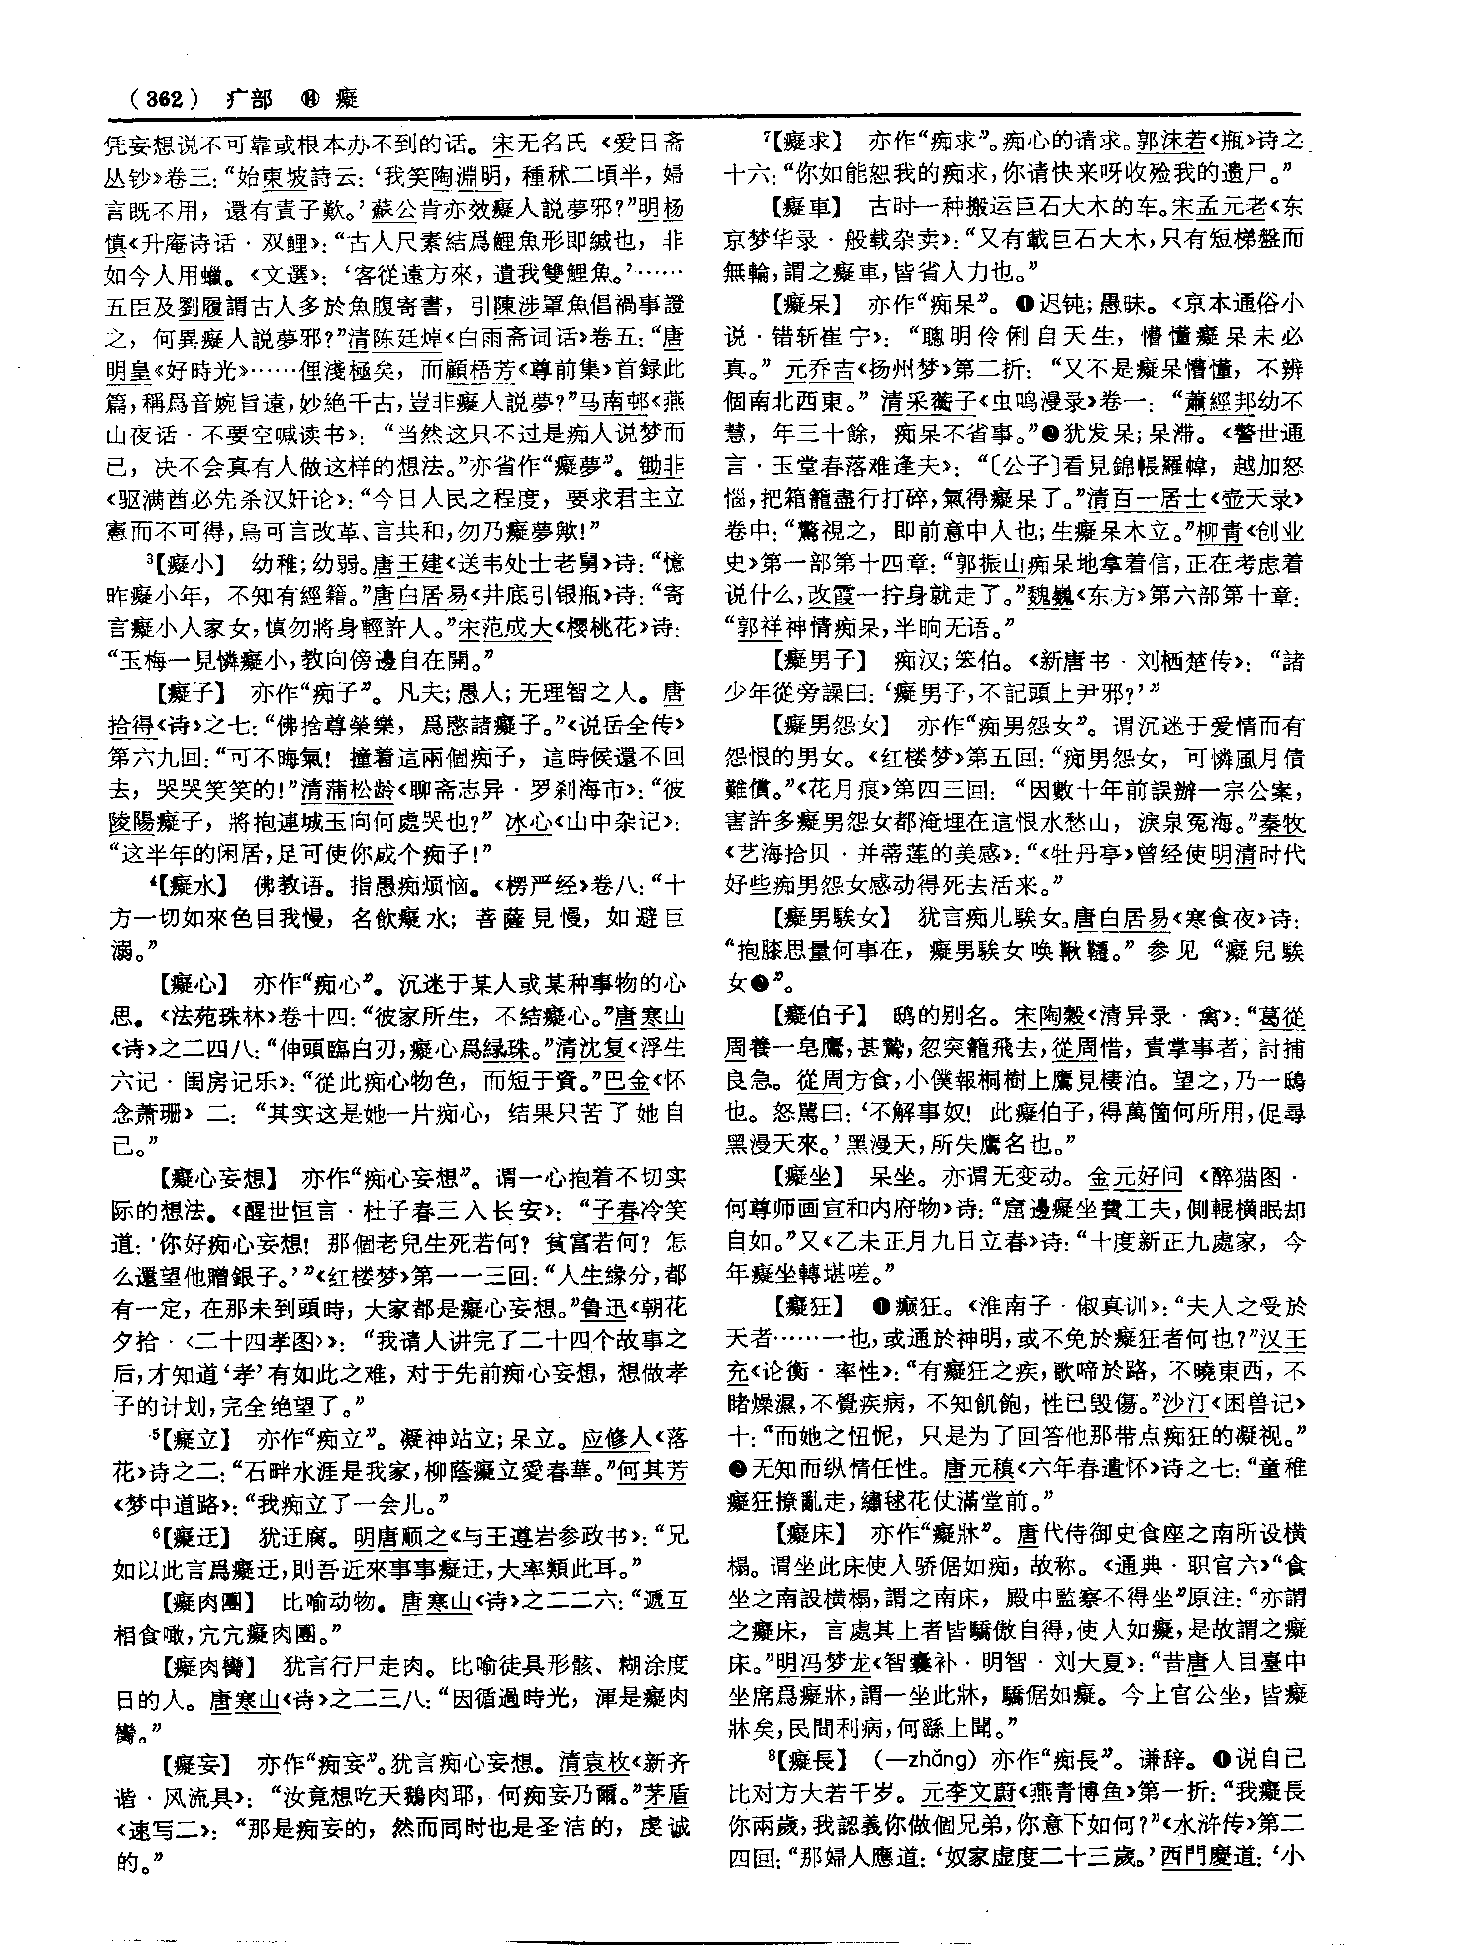 (362) 疒部 ⑭ 癡
凭妄想说不可靠或根本办不到的话。宋无名氏《爱日斋
丛钞》卷三：“始東坡詩云：‘我笑陶淵明，種秫二頃半，婦
言既不用，還有責子歎。’蘇公肯亦效癡人説夢邪？”明杨
慎《升庵诗话·双鲤》：“古人尺素結爲鯉魚形即緘也，非
如今人用蠟。《文選》：‘客從遠方來，遺我雙鯉魚。’……
五臣及劉履謂古人多於魚腹寄書，引陳涉罩魚倡禍事證
之，何異癡人説夢邪？”清陈廷焯《白雨斋词话》卷五：“唐
明皇《好時光》……俚淺極矣，而顧梧芳《尊前集》首録此
篇，稱爲音婉旨遠，妙絶千古，豈非癡人説夢？”马南邨《燕
山夜话·不要空喊读书》：“当然这只不过是痴人说梦而
已，决不会真有人做这样的想法。”亦省作“癡夢”。锄非
《驱满酋必先杀汉奸论》：“今日人民之程度，要求君主立
憲而不可得，烏可言改革、言共和，勿乃癡夢歟！”
³【癡小】 幼稚；幼弱。唐王建《送韦处士老舅》诗：“憶
昨癡小年，不知有經籍。”唐白居易《井底引银瓶》诗：“寄
言癡小人家女，慎勿將身輕許人。”宋范成大《樱桃花》诗：
“玉梅一見憐癡小，教向傍邊自在開。”
【癡子】 亦作“痴子”。凡夫；愚人；无理智之人。唐
拾得《诗》之七：“佛捨尊榮樂，爲愍諸癡子。”《说岳全传》
第六九回：“可不晦氣！撞着這兩個痴子，這時候還不回
去，哭哭笑笑的！”清蒲松龄《聊斋志异·罗刹海市》：“彼
陵陽癡子，將抱連城玉向何處哭也？”冰心《山中杂记》：
“这半年的闲居，足可使你成个痴子！”
⁴【癡水】 佛教语。指愚痴烦恼。《楞严经》卷八：“十
方一切如來色目我慢，名飲癡水；菩薩見慢，如避巨
溺。”
【癡心】 亦作“痴心”。沉迷于某人或某种事物的心
思。《法苑珠林》卷十四：“彼家所生，不結癡心。”唐寒山
《诗》之二四八：“伸頭臨白刃，癡心爲緑珠。”清沈复《浮生
六记·闺房记乐》：“從此痴心物色，而短于資。”巴金《怀
念萧珊》二：“其实这是她一片痴心，结果只苦了她自
己。”
【癡心妄想】 亦作“痴心妄想”。谓一心抱着不切实
际的想法。《醒世恒言·杜子春三入长安》：“子春冷笑
道：‘你好痴心妄想！那個老兒生死若何？貧富若何？怎
么還望他贈銀子。’”《红楼梦》第一一三回：“人生緣分，都
有一定，在那未到頭時，大家都是癡心妄想。”鲁迅《朝花
夕拾·〈二十四孝图〉》：“我请人讲完了二十四个故事之
后，才知道‘孝’有如此之难，对于先前痴心妄想，想做孝
子的计划，完全绝望了。”
⁵【癡立】 亦作“痴立”。凝神站立；呆立。应修人《落
花》诗之二：“石畔水涯是我家，柳蔭癡立愛春華。”何其芳
《梦中道路》：“我痴立了一会儿。”
⁶【癡迂】 犹迂腐。明唐顺之《与王遵岩参政书》：“兄
如以此言爲癡迂，則吾近來事事癡迂，大率類此耳。”
【癡肉團】 比喻动物。唐寒山《诗》之二二六：“遞互
相食噉，宂宂癡肉團。”
【癡肉臠】 犹言行尸走肉。比喻徒具形骸、糊涂度
日的人。唐寒山《诗》之二三八：“因循過時光，渾是癡肉
臠。”
【癡妄】 亦作“痴妄”。犹言痴心妄想。清袁枚《新齐
谐·风流具》：“汝竟想吃天鵝肉耶，何痴妄乃爾。”茅盾
《速写二》：“那是痴妄的，然而同时也是圣洁的，虔诚
的。”
⁷【癡求】 亦作“痴求”。痴心的请求。郭沫若《瓶》诗之
十六：“你如能恕我的痴求，你请快来呀收殓我的遗尸。”
【癡車】 古时一种搬运巨石大木的车。宋孟元老《东
京梦华录·般载杂卖》：“又有載巨石大木，只有短梯盤而
無輪，謂之癡車，皆省人力也。”
【癡呆】 亦作“痴呆”。❶迟钝；愚昧。《京本通俗小
说·错斩崔宁》：“聰明伶俐自天生，懵懂癡呆未必
真。”元乔吉《扬州梦》第二折：“又不是癡呆懵懂，不辨
個南北西東。”清采蘅子《虫鸣漫录》卷一：“蕭經邦幼不
慧，年三十餘，痴呆不省事。”❷犹发呆；呆滞。《警世通
言·玉堂春落难逢夫》：“〔公子〕看見錦帳羅幃，越加怒
惱，把箱籠盡行打碎，氣得癡呆了。”清百一居士《壶天录》
卷中：“驚視之，即前意中人也；生癡呆木立。”柳青《创业
史》第一部第十四章：“郭振山痴呆地拿着信，正在考虑着
说什么，改霞一拧身就走了。”魏巍《东方》第六部第十章：
“郭祥神情痴呆，半晌无语。”
【癡男子】 痴汉；笨伯。《新唐书·刘栖楚传》：“諸
少年從旁譟曰：‘癡男子，不記頭上尹邪？’”
【癡男怨女】 亦作“痴男怨女”。谓沉迷于爱情而有
怨恨的男女。《红楼梦》第五回：“痴男怨女，可憐風月債
難償。”《花月痕》第四三回：“因數十年前誤辦一宗公案，
害許多癡男怨女都淹埋在這恨水愁山，淚泉冤海。”秦牧
《艺海拾贝·并蒂莲的美感》：“《牡丹亭》曾经使明清时代
好些痴男怨女感动得死去活来。”
【癡男騃女】 犹言痴儿騃女。唐白居易《寒食夜》诗：
“抱膝思量何事在，癡男騃女唤鞦韆。”参见“癡兒騃
女❷”。
【癡伯子】 鸱的别名。宋陶穀《清异录·禽》：“葛從
周養一皂鷹，甚鷙，忽突籠飛去，從周惜，責掌事者，討捕
良急。從周方食，小僕報桐樹上鷹見棲泊。望之，乃一鴟
也。怒罵曰：‘不解事奴！此癡伯子，得萬箇何所用，促尋
黑漫天來。’黑漫天，所失鷹名也。”
【癡坐】 呆坐。亦谓无变动。金元好问《醉猫图·
何尊师画宣和内府物》诗：“窟邊癡坐費工夫，側輥横眠却
自如。”又《乙未正月九日立春》诗：“十度新正九處家，今
年癡坐轉堪嗟。”
【癡狂】 ❶癫狂。《淮南子·俶真训》：“夫人之受於
天者……一也，或通於神明，或不免於癡狂者何也？”汉王
充《论衡·率性》：“有癡狂之疾，歌啼於路，不曉東西，不
睹燥濕，不覺疾病，不知飢飽，性已毁傷。”沙汀《困兽记》
十：“而她之忸怩，只是为了回答他那带点痴狂的凝视。”
❷无知而纵情任性。唐元稹《六年春遣怀》诗之七：“童稚
癡狂撩亂走，繡毬花仗滿堂前。”
【癡床】 亦作“癡牀”。唐代侍御史食座之南所设横
榻。谓坐此床使人骄倨如痴，故称。《通典·职官六》“食
坐之南設横榻，謂之南床，殿中監察不得坐”原注：“亦謂
之癡床，言處其上者皆驕傲自得，使人如癡，是故謂之癡
床。”明冯梦龙《智囊补·明智·刘大夏》：“昔唐人目臺中
坐席爲癡牀，謂一坐此牀，驕倨如癡。今上官公坐，皆癡
牀矣，民間利病，何繇上聞。”
⁸【癡長】 (—zhǎng) 亦作“痴長”。谦辞。❶说自己
比对方大若干岁。元李文蔚《燕青博鱼》第一折：“我癡長
你兩歲，我認義你做個兄弟，你意下如何？”《水浒传》第二
四回：“那婦人應道：‘奴家虚度二十三歲。’西門慶道：‘小